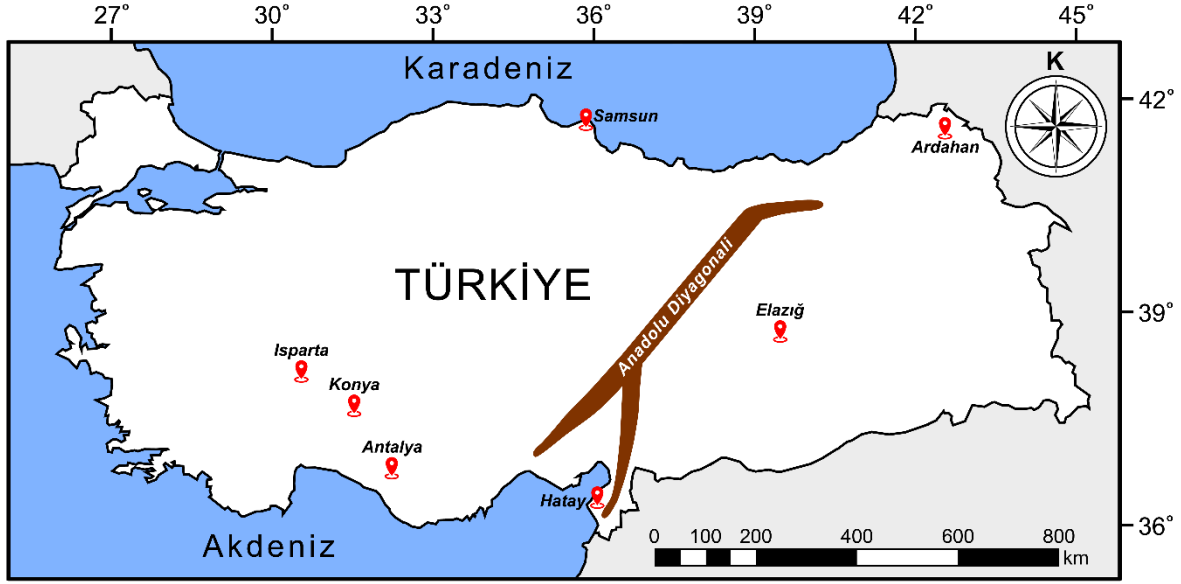 27° 30° 33° 36° 39° 42° 45°
Karadeniz
K
42°
Samsun
Ardahan
TÜRKİYE
Anadolu Diyagonali
Elazığ
39°
Isparta
Konya
Antalya
Hatay
36°
Akdeniz
0 100 200 400 600 800
km